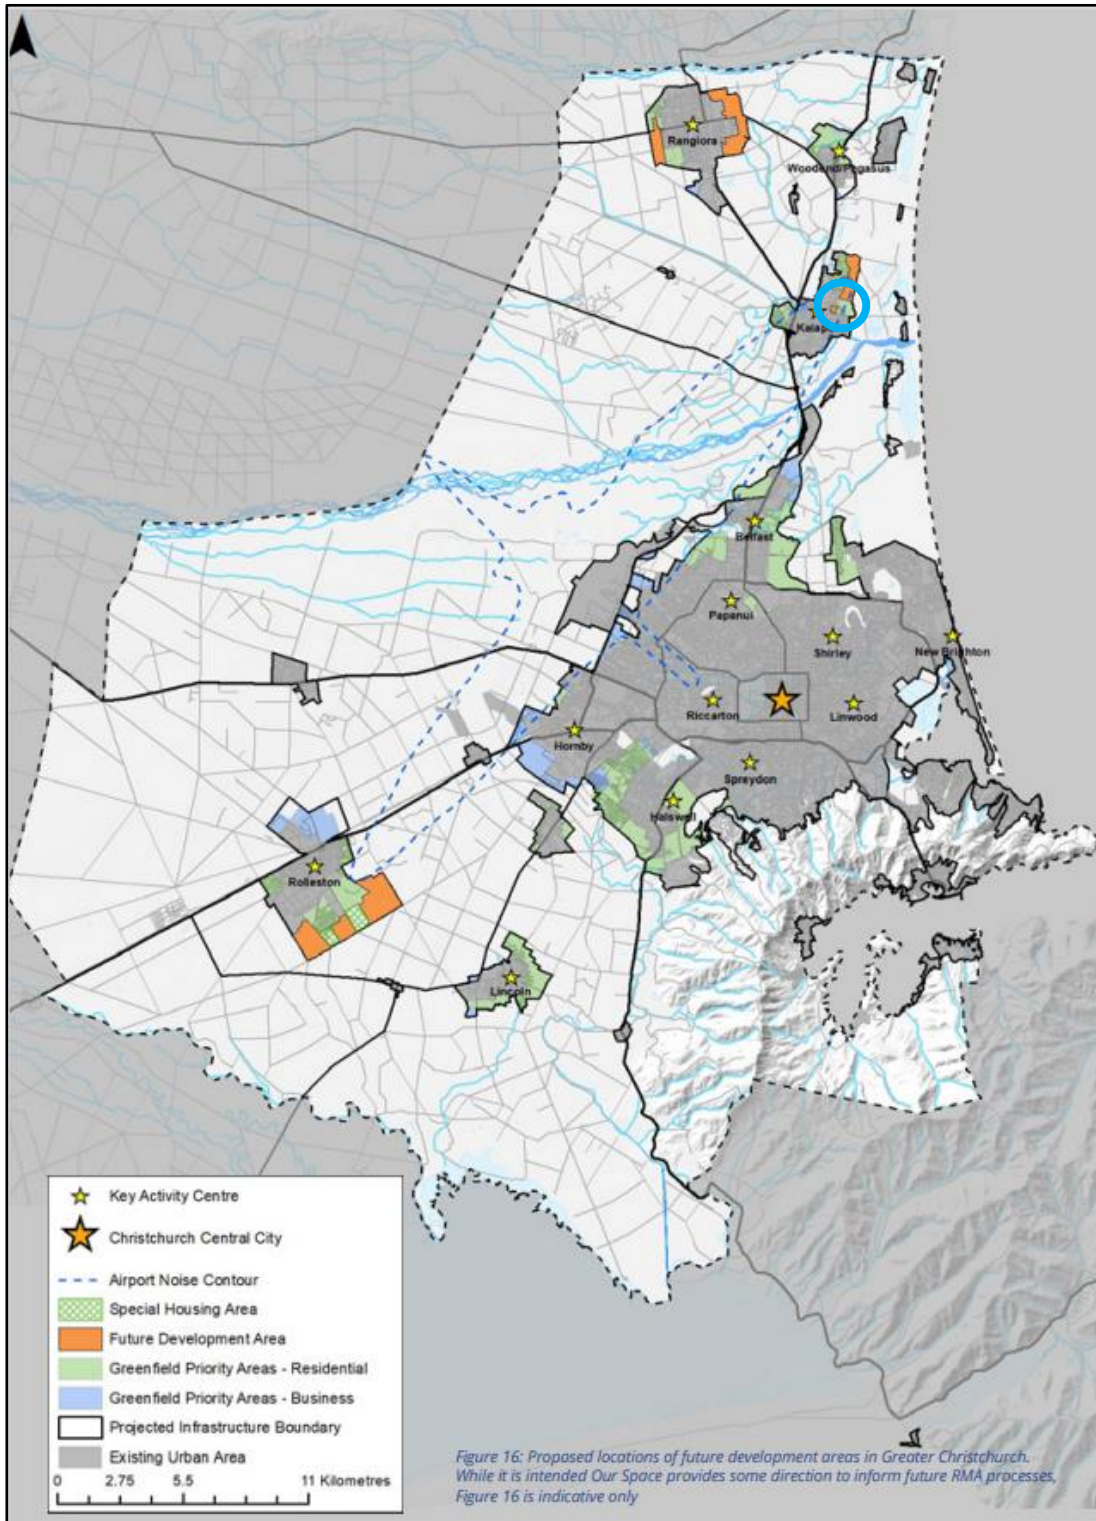 Rangiora
Woodend/Pegasus
Belfast
Papanui
Shirley
New Brighton
Riccarton
Linwood
Hornby
Spreydon
Halswell
Rolleston
Lincoln
Key Activity Centre
Christchurch Central City
Airport Noise Contour
Special Housing Area
Future Development Area
Greenfield Priority Areas - Residential
Greenfield Priority Areas - Business
Projected Infrastructure Boundary
Existing Urban Area
0 2.75 5.5 11 Kilometres
Figure 16: Proposed locations of future development areas in Greater Christchurch.
While it is intended Our Space provides some direction to inform future RMA processes,
Figure 16 is indicative only